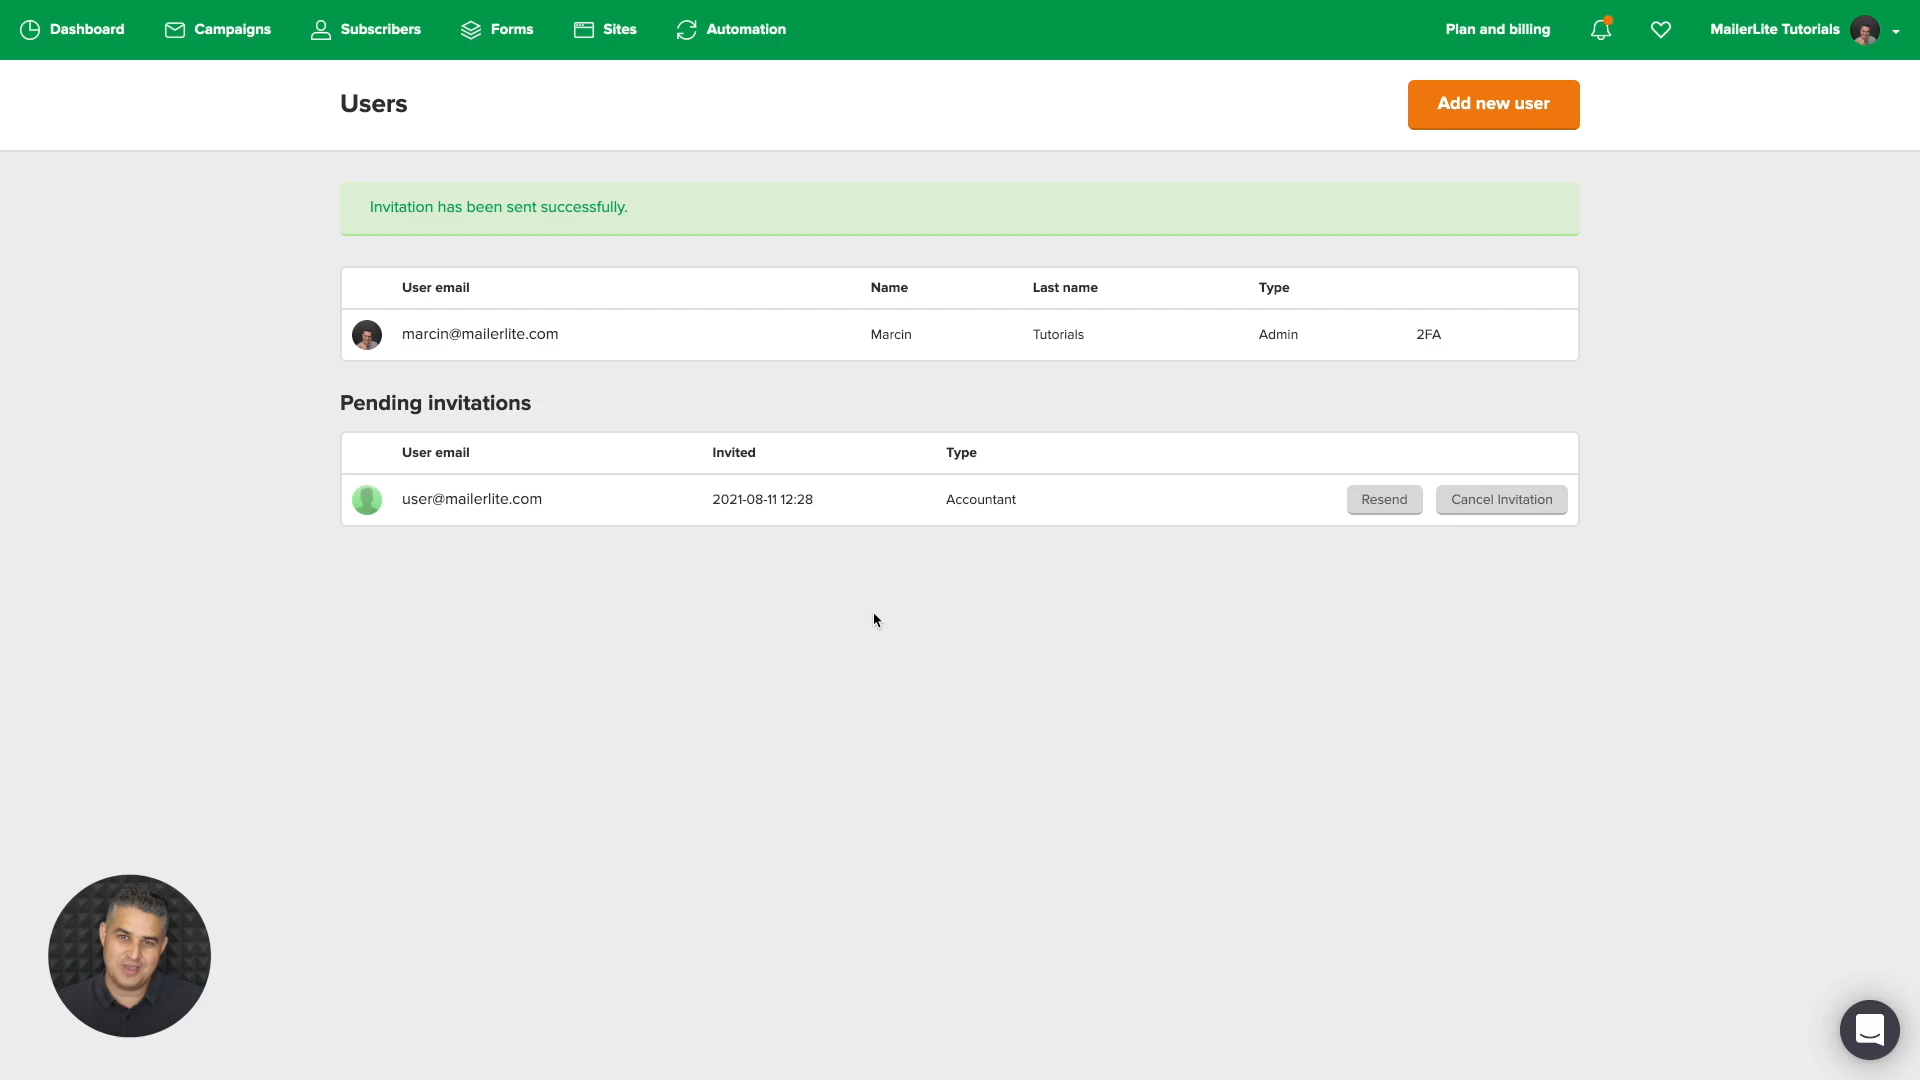 Dashboard Campaigns Subscribers Forms Sites Automation Plan and billing MailerLite Tutorials
Users
Add new user
Invitation has been sent successfully.
User email Name Last name Type
marcin@mailerlite.com Marcin Tutorials Admin 2FA
Pending invitations
User email Invited Type
user@mailerlite.com 2021-08-11 12:28 Accountant Resend Cancel Invitation